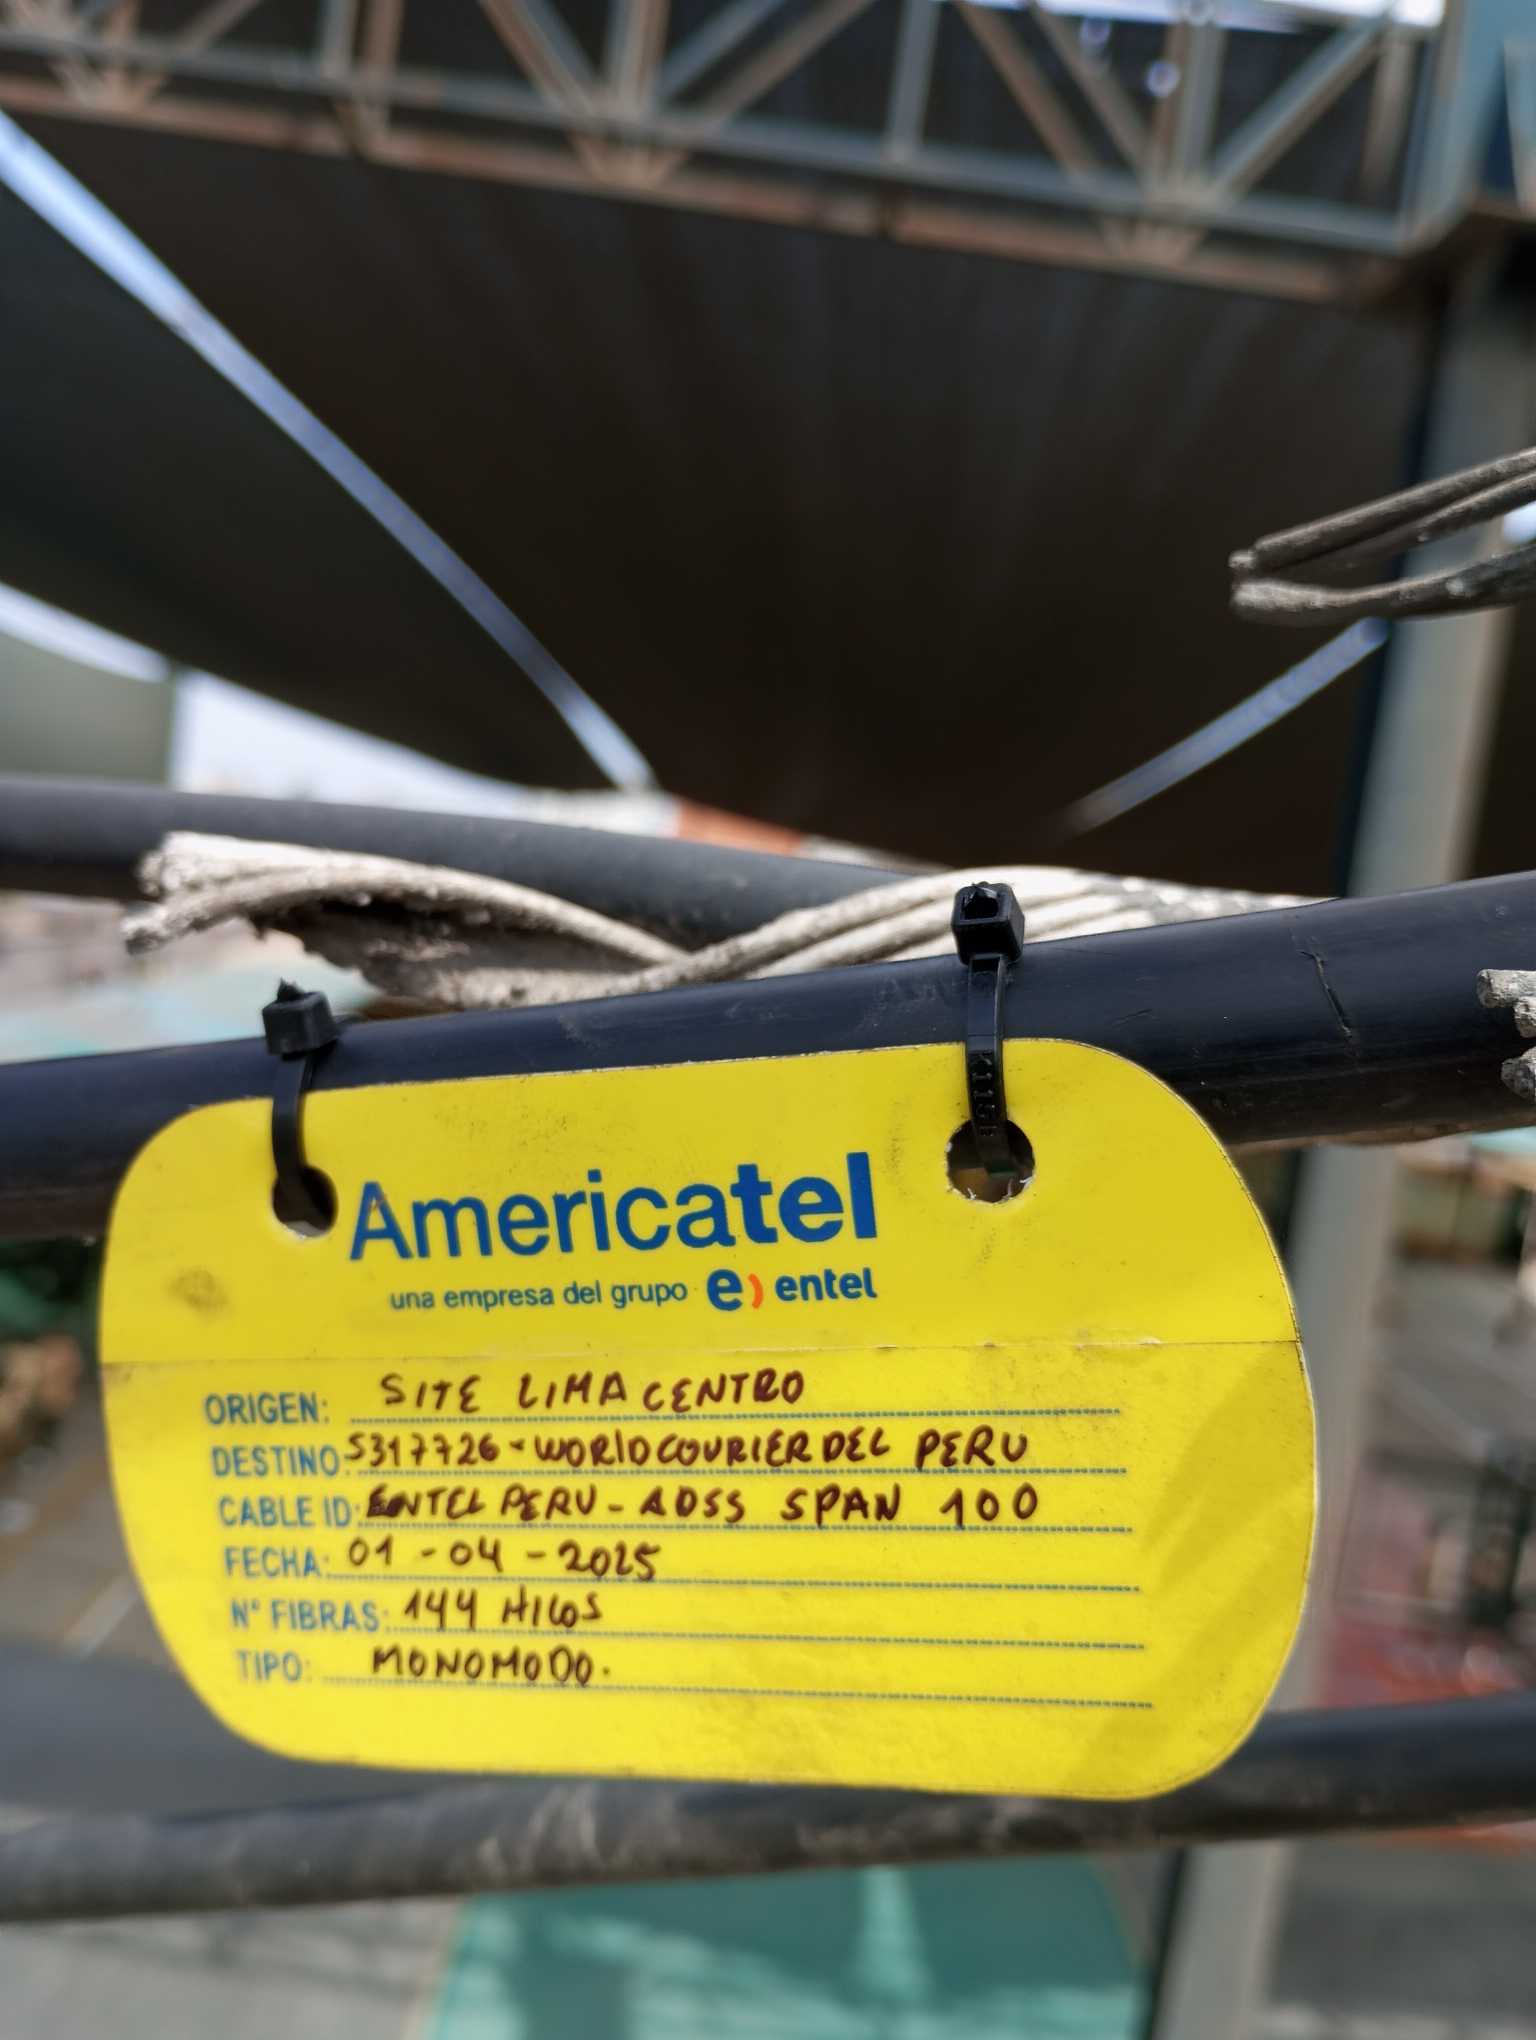 Americatel
una empresa del grupo e) entel
ORIGEN: SITE LIMA CENTRO
DESTINO: S317726 - WORLDCOURIER DEL PERU
CABLE ID: ENTEL PERU - ADSS SPAN 100
FECHA: 01 - 04 - 2025
N° FIBRAS: 144 HILOS
TIPO: MONOMODO.